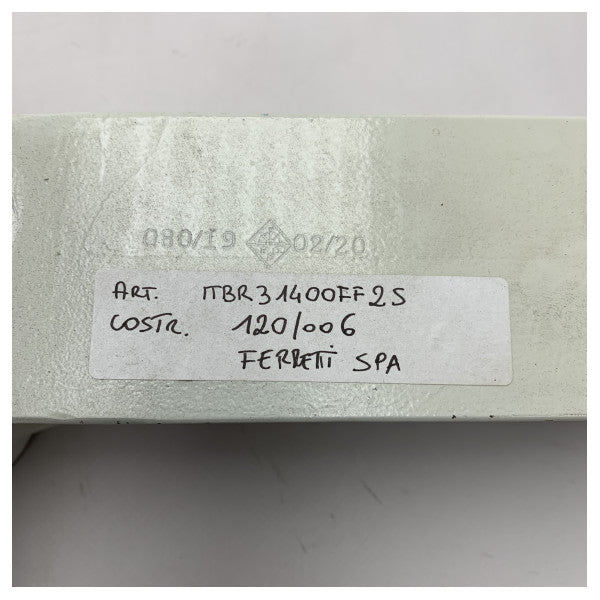 080/19 02/20
ART. ITBR31400FF2S
COSTR. 120/006
FERRETTI SPA